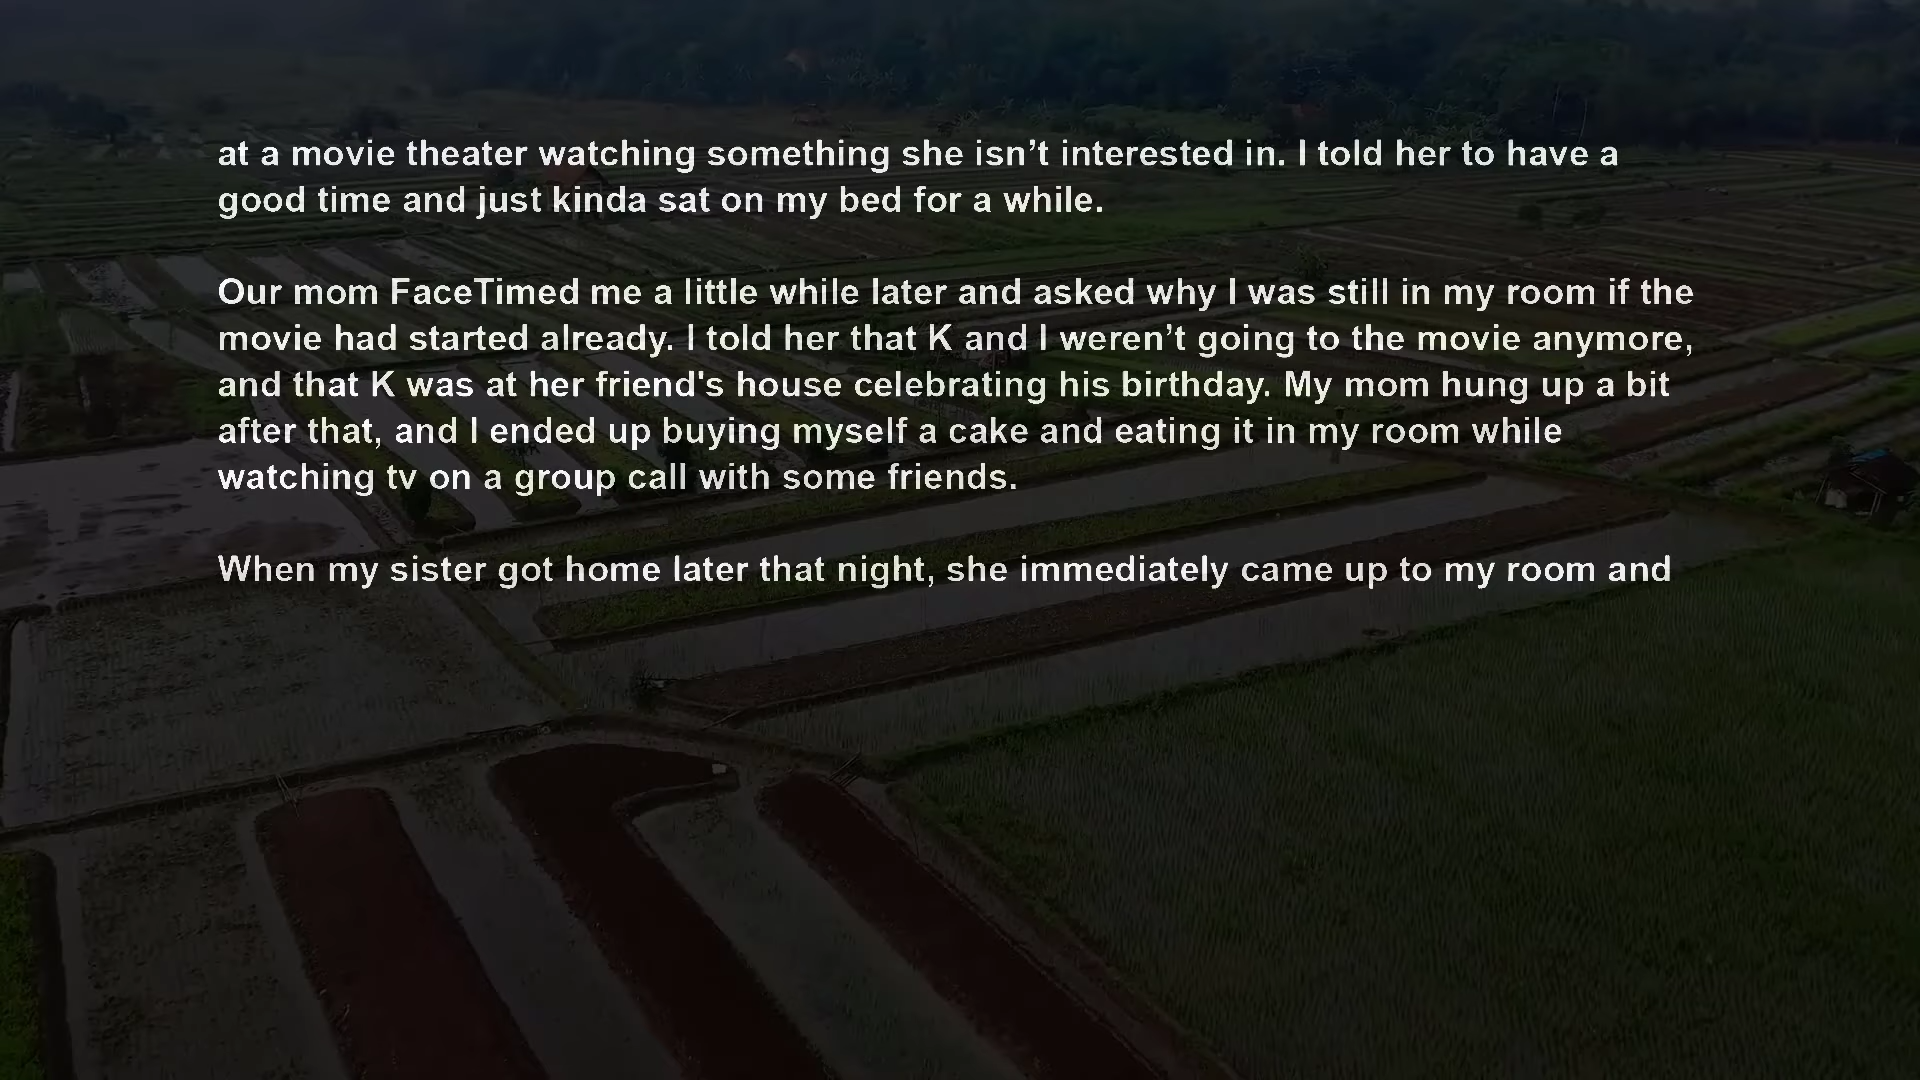 at a movie theater watching something she isn’t interested in. I told her to have a
good time and just kinda sat on my bed for a while.
Our mom FaceTimed me a little while later and asked why I was still in my room if the
movie had started already. I told her that K and I weren’t going to the movie anymore,
and that K was at her friend's house celebrating his birthday. My mom hung up a bit
after that, and I ended up buying myself a cake and eating it in my room while
watching tv on a group call with some friends.
When my sister got home later that night, she immediately came up to my room and